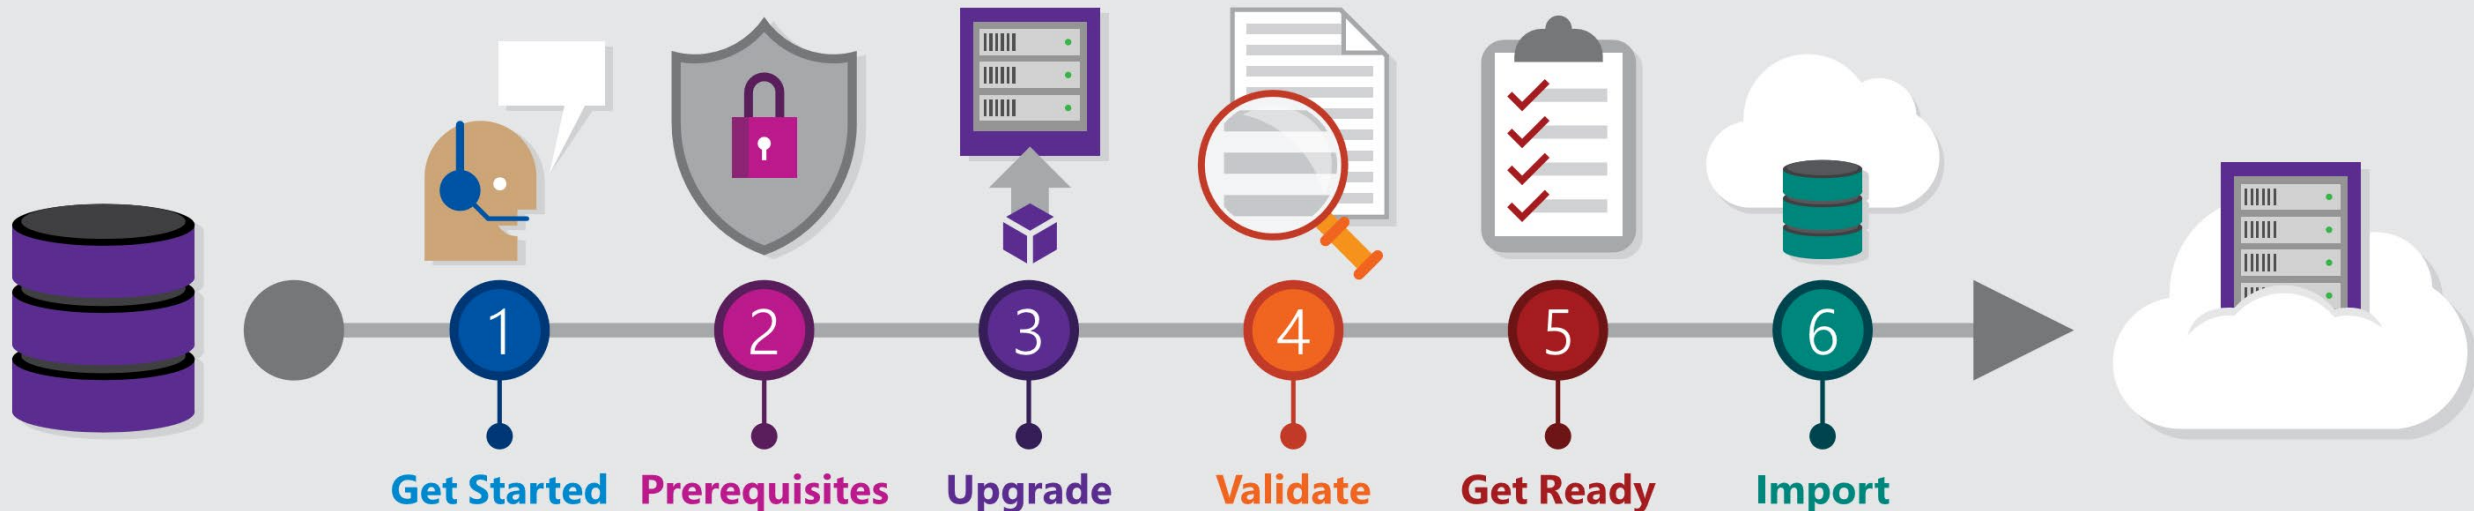 1
2
3
4
5
6
Get Started
Prerequisites
Upgrade
Validate
Get Ready
Import